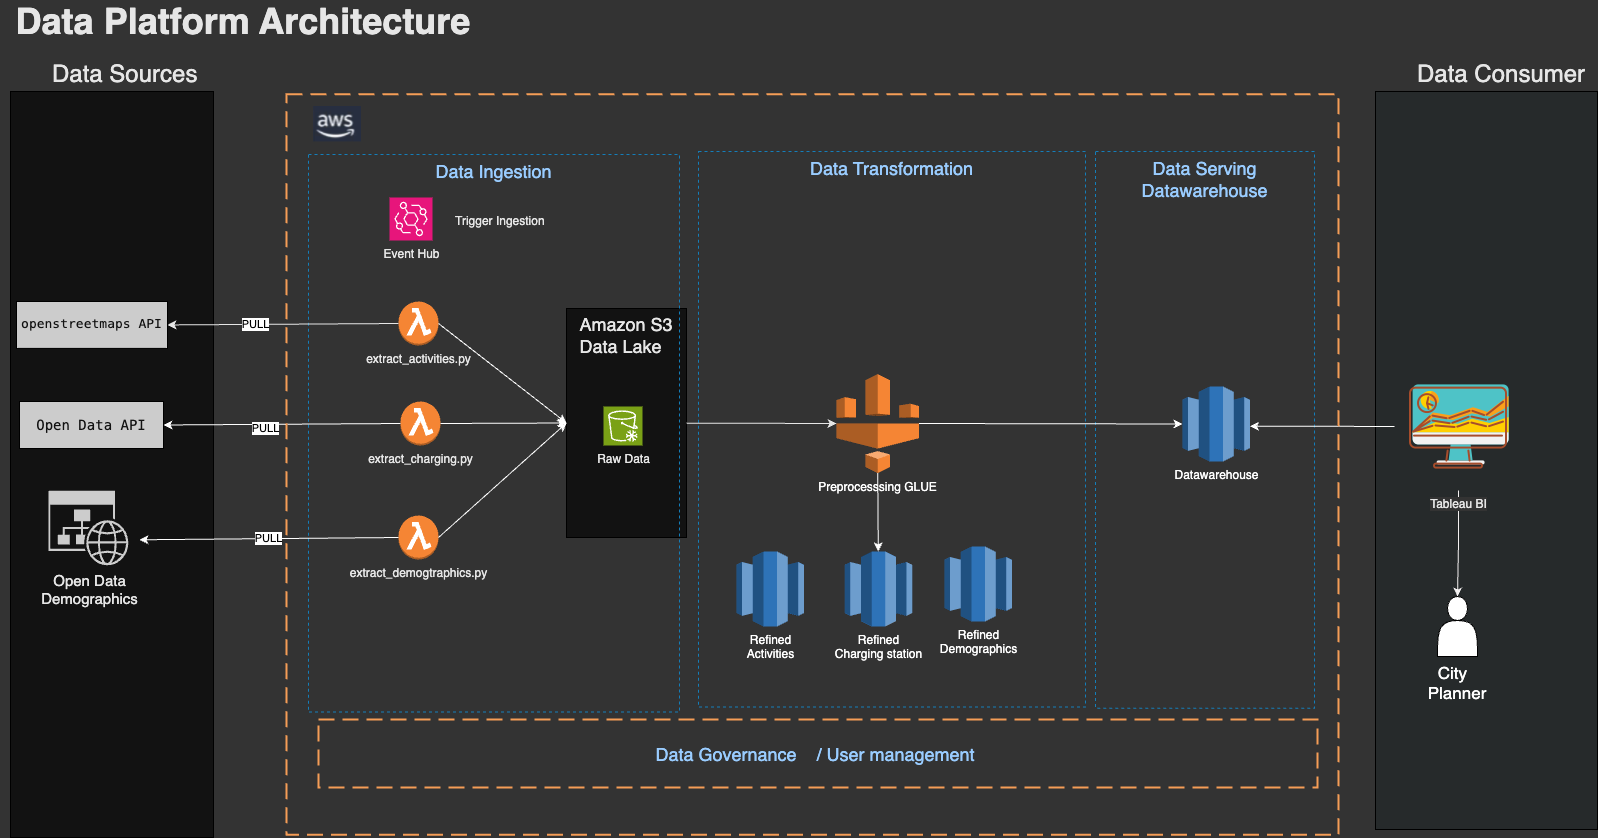 Data Platform Architecture
Data Sources
Data Consumer
aws
Data Ingestion
Data Transformation
Data Serving
Datawarehouse
Trigger Ingestion
Event Hub
openstreetmaps API
PULL
extract_activities.py
Amazon S3
Data Lake
Open Data API
PULL
extract_charging.py
Raw Data
Preprocesssing GLUE
Datawarehouse
Tableau BI
PULL
extract_demogtraphics.py
Open Data
Demographics
Refined
Activities
Refined
Charging station
Refined
Demographics
City
Planner
Data Governance / User management